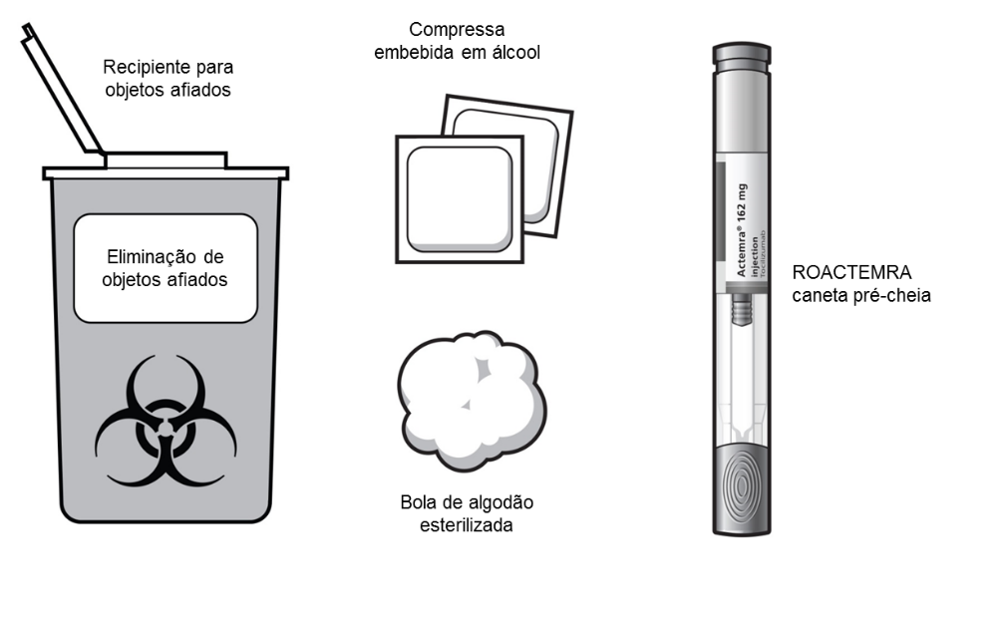 Recipiente para
objetos afiados
Eliminação de
objetos afiados
Compressa
embebida em álcool
Bola de algodão
esterilizada
Actemra® 162 mg
injection
Tocilizumab
ROACTEMRA
caneta pré-cheia